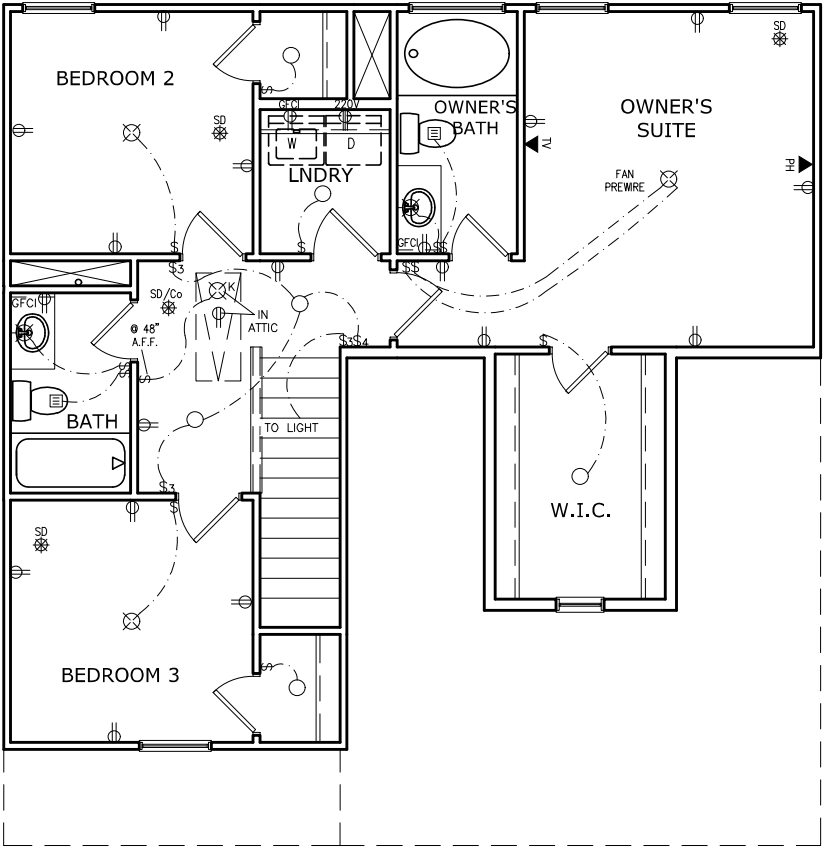 SD
BEDROOM 2
OWNER'S
SUITE
GFCI
220V
OWNER'S
BATH
$
SD
W
D
TV
LNDRY
FAN
PREWIRE
PH
$
$
GFCI
$$
$3
$$
SD/Co
K
GFCI
IN
ATTIC
@ 48"
A.F.F.
$3
$4
$
$$
$
BATH
TO LIGHT
$3
$
W.I.C.
SD
$
BEDROOM 3